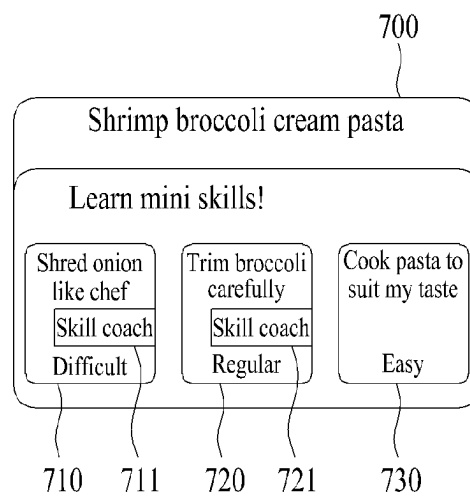 700
Shrimp broccoli cream pasta
Learn mini skills!
Shred onion
like chef
Skill coach
Difficult
Trim broccoli
carefully
Skill coach
Regular
Cook pasta to
suit my taste
Easy
710 711 720 721 730